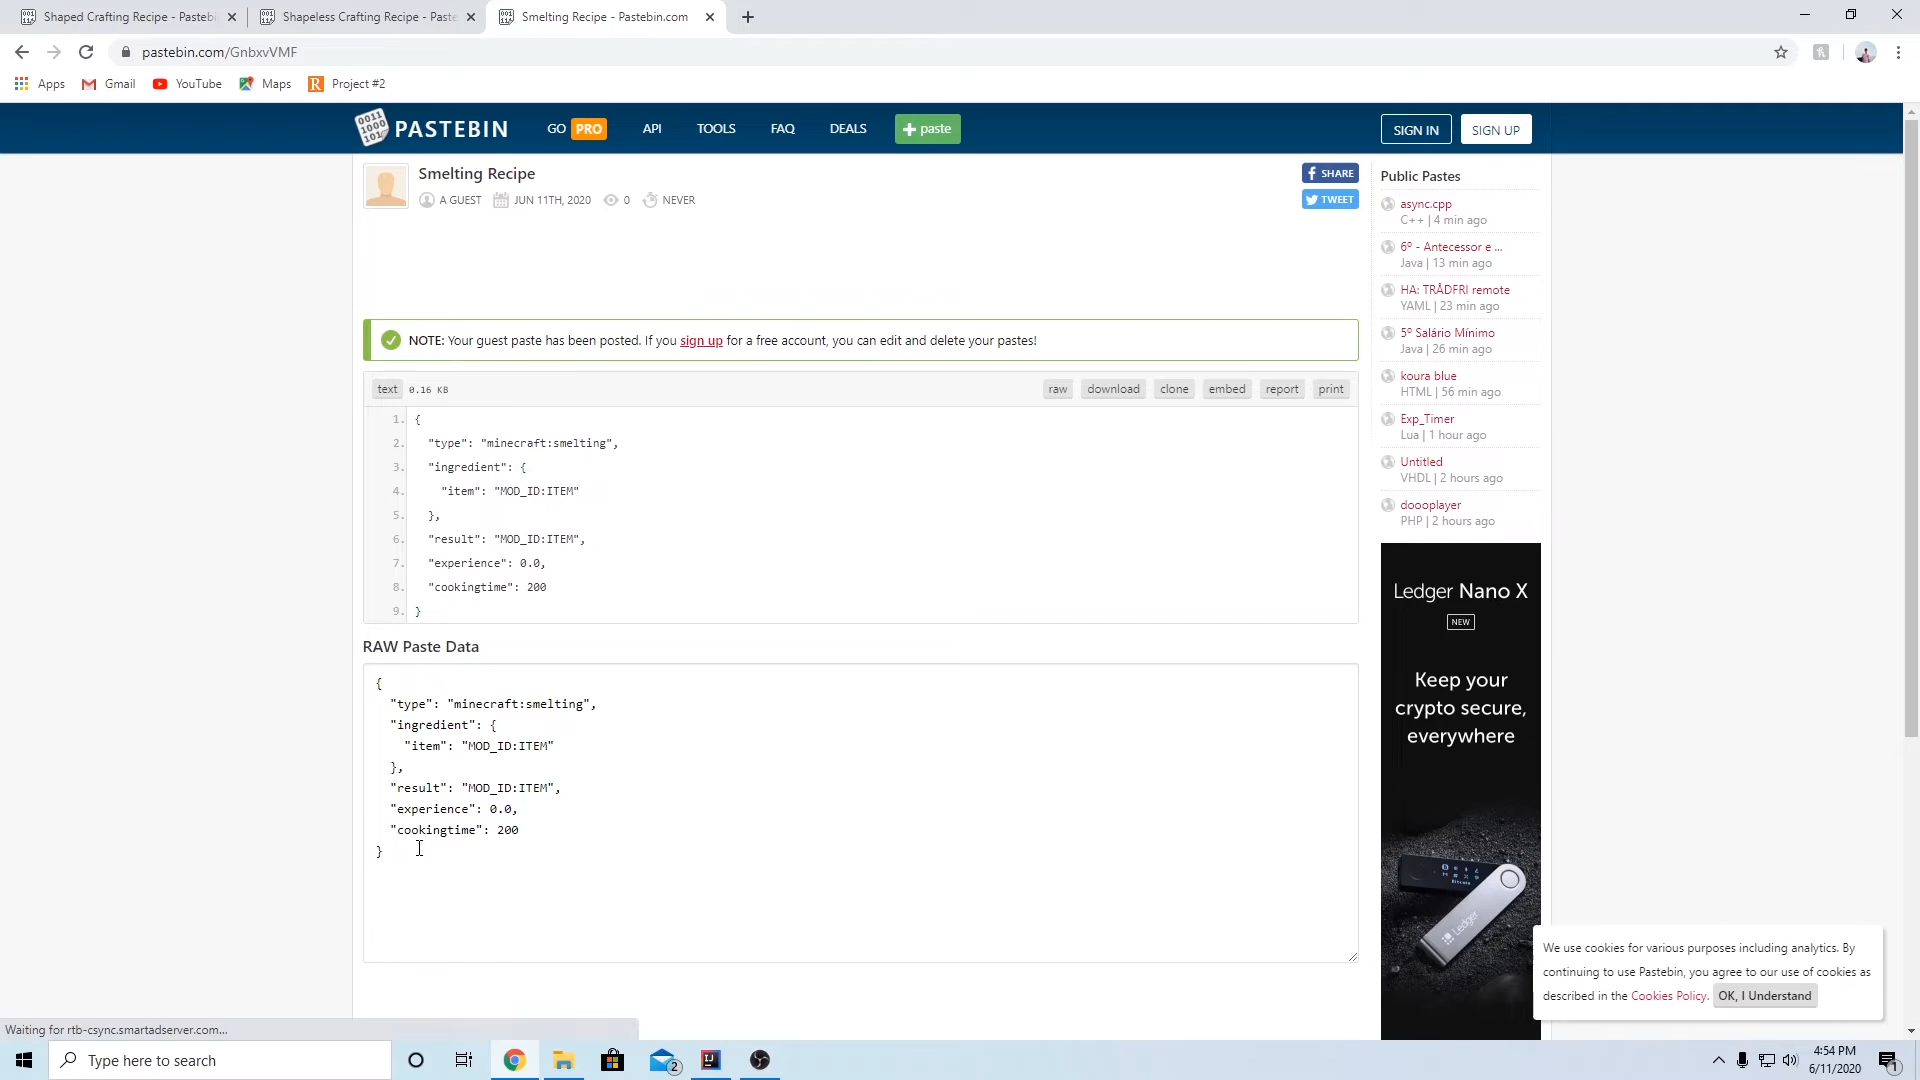 Shaped Crafting Recipe - Pastebi
Shapeless Crafting Recipe - Paste
Smelting Recipe - Pastebin.com
pastebin.com/GnbxvVMF
Apps
Gmail
YouTube
Maps
Project #2
PASTEBIN
GO PRO
API
TOOLS
FAQ
DEALS
paste
SIGN IN
SIGN UP
Smelting Recipe
A GUEST
JUN 11TH, 2020
0
NEVER
SHARE
TWEET
NOTE: Your guest paste has been posted. If you sign up for a free account, you can edit and delete your pastes!
text 0.16 KB
raw
download
clone
embed
report
print
1. {
2. "type": "minecraft:smelting",
3. "ingredient": {
4. "item": "MOD_ID:ITEM"
5. },
6. "result": "MOD_ID:ITEM",
7. "experience": 0.0,
8. "cookingtime": 200
9. }
RAW Paste Data
{
"type": "minecraft:smelting",
"ingredient": {
"item": "MOD_ID:ITEM"
},
"result": "MOD_ID:ITEM",
"experience": 0.0,
"cookingtime": 200
}
Public Pastes
async.cpp
C++ | 4 min ago
6º - Antecessor e ...
Java | 13 min ago
HA: TRÅDFRI remote
YAML | 23 min ago
5º Salário Mínimo
Java | 26 min ago
koura blue
HTML | 56 min ago
Exp_Timer
Lua | 1 hour ago
Untitled
VHDL | 2 hours ago
doooplayer
PHP | 2 hours ago
Ledger Nano X
NEW
Keep your
crypto secure,
everywhere
Ledger
We use cookies for various purposes including analytics. By
continuing to use Pastebin, you agree to our use of cookies as
described in the Cookies Policy. OK, I Understand
Waiting for rtb-csync.smartadserver.com...
Type here to search
2
4:54 PM
6/11/2020
1